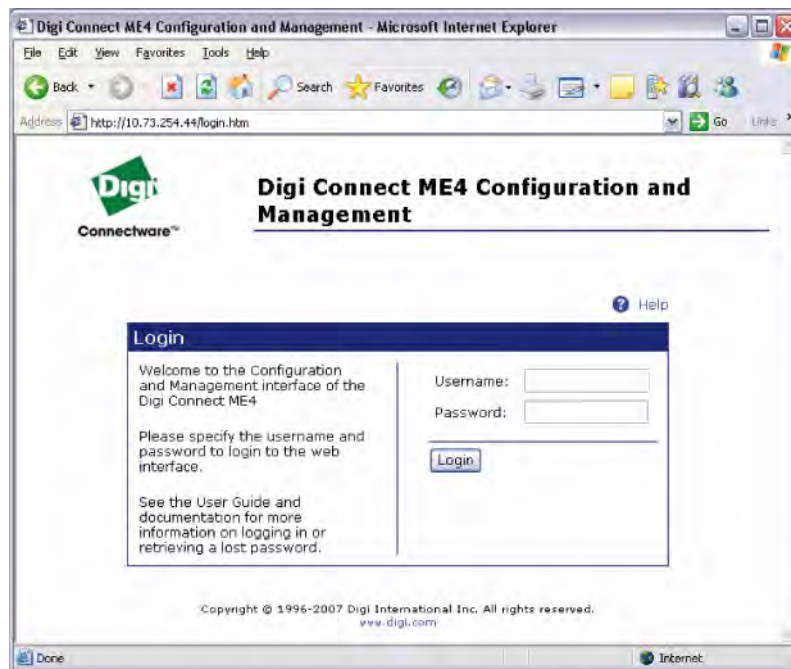 Digi Connect ME4 Configuration and Management - Microsoft Internet Explorer
File Edit View Favorites Tools Help
Back Search Favorites
Address http://10.73.254.44/login.htm Go Links
Digi
Connectware™
Digi Connect ME4 Configuration and
Management
? Help
Login
Welcome to the Configuration
and Management interface of the
Digi Connect ME4
Please specify the username and
password to login to the web
interface.
See the User Guide and
documentation for more
information on logging in or
retrieving a lost password.
Username:
Password:
Login
Copyright © 1996-2007 Digi International Inc. All rights reserved.
www.digi.com
Done Internet